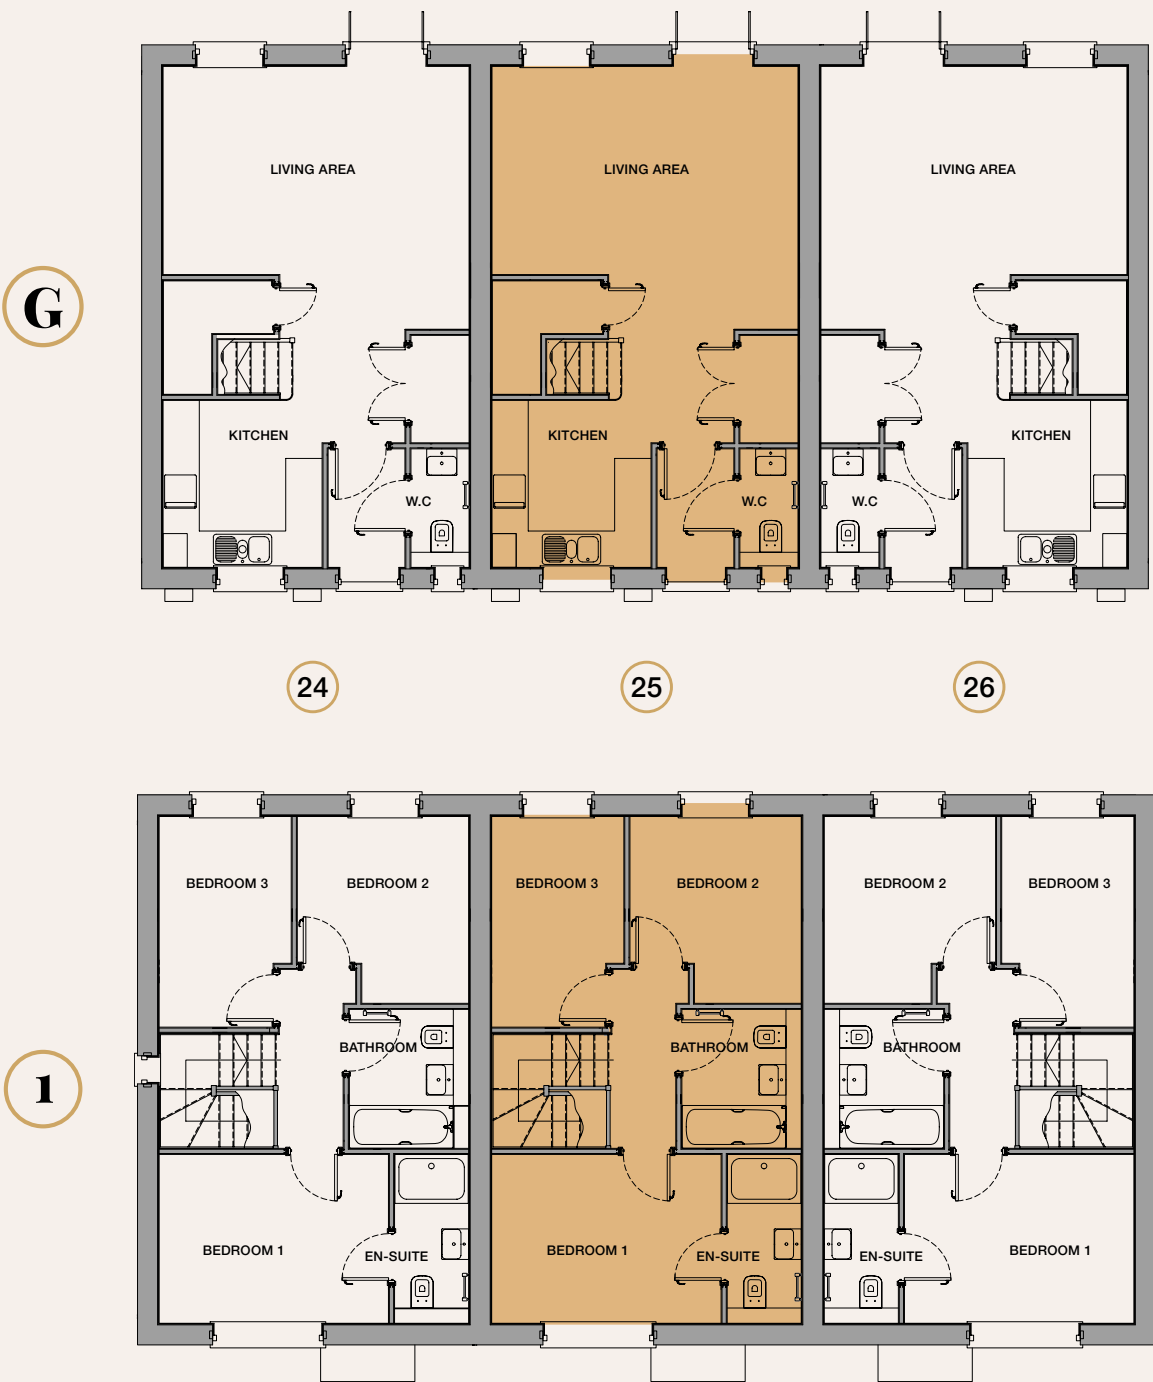 LIVING AREA LIVING AREA LIVING AREA
G
KITCHEN KITCHEN KITCHEN
W.C W.C W.C
24 25 26
BEDROOM 3 BEDROOM 2 BEDROOM 3 BEDROOM 2 BEDROOM 2 BEDROOM 3
BATHROOM BATHROOM BATHROOM
1
BEDROOM 1 EN-SUITE BEDROOM 1 EN-SUITE EN-SUITE BEDROOM 1